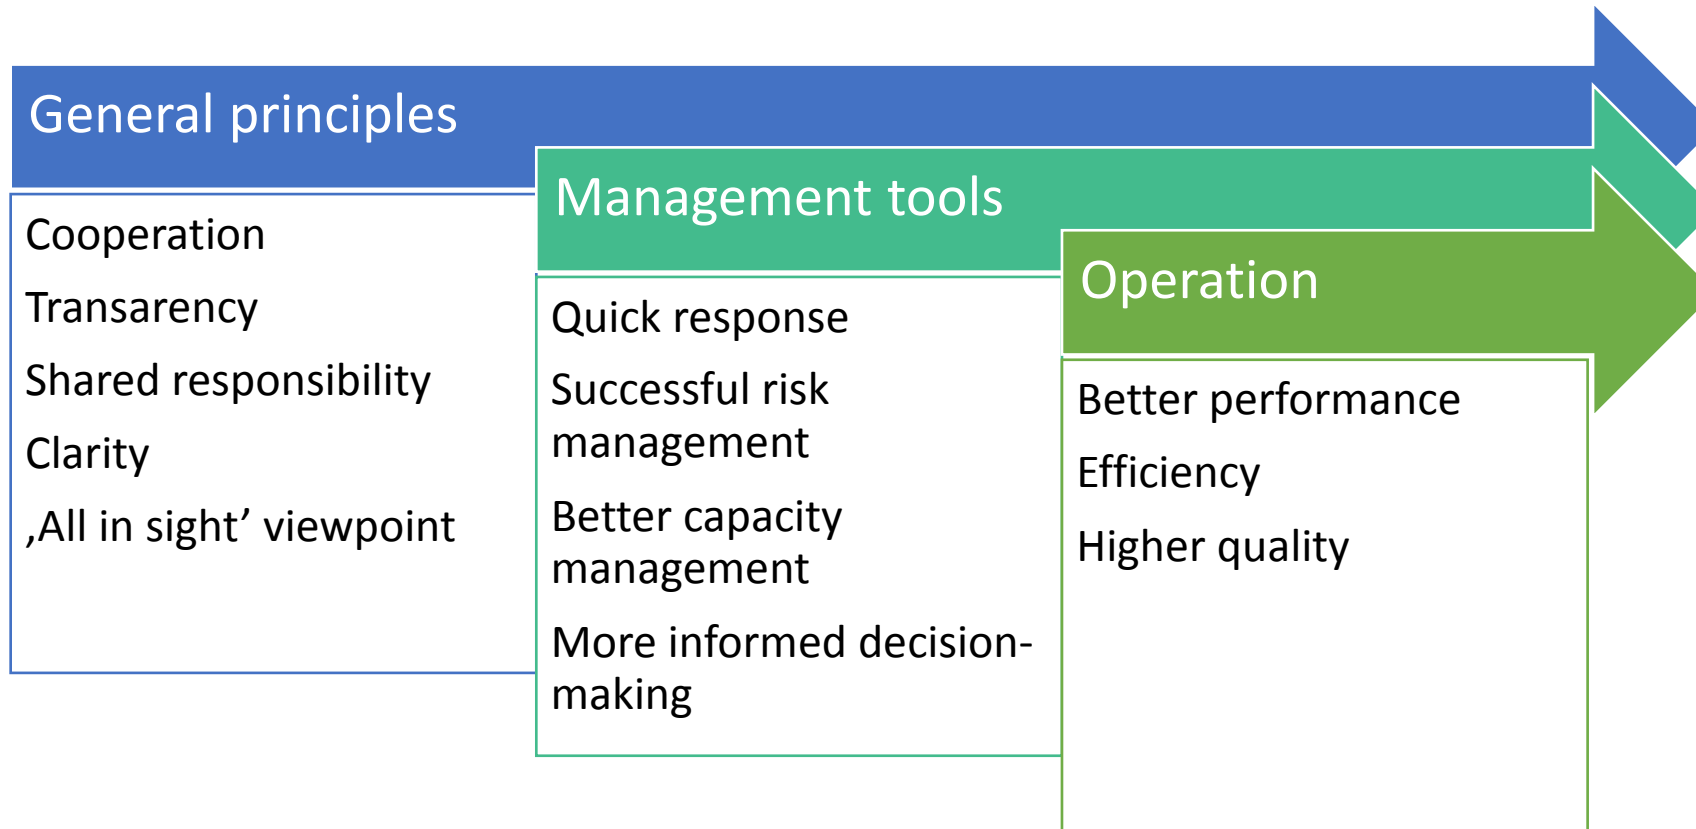 General principles
Cooperation
Transarency
Shared responsibility
Clarity
‚All in sight’ viewpoint
Management tools
Quick response
Successful risk
management
Better capacity
management
More informed decision-
making
Operation
Better performance
Efficiency
Higher quality